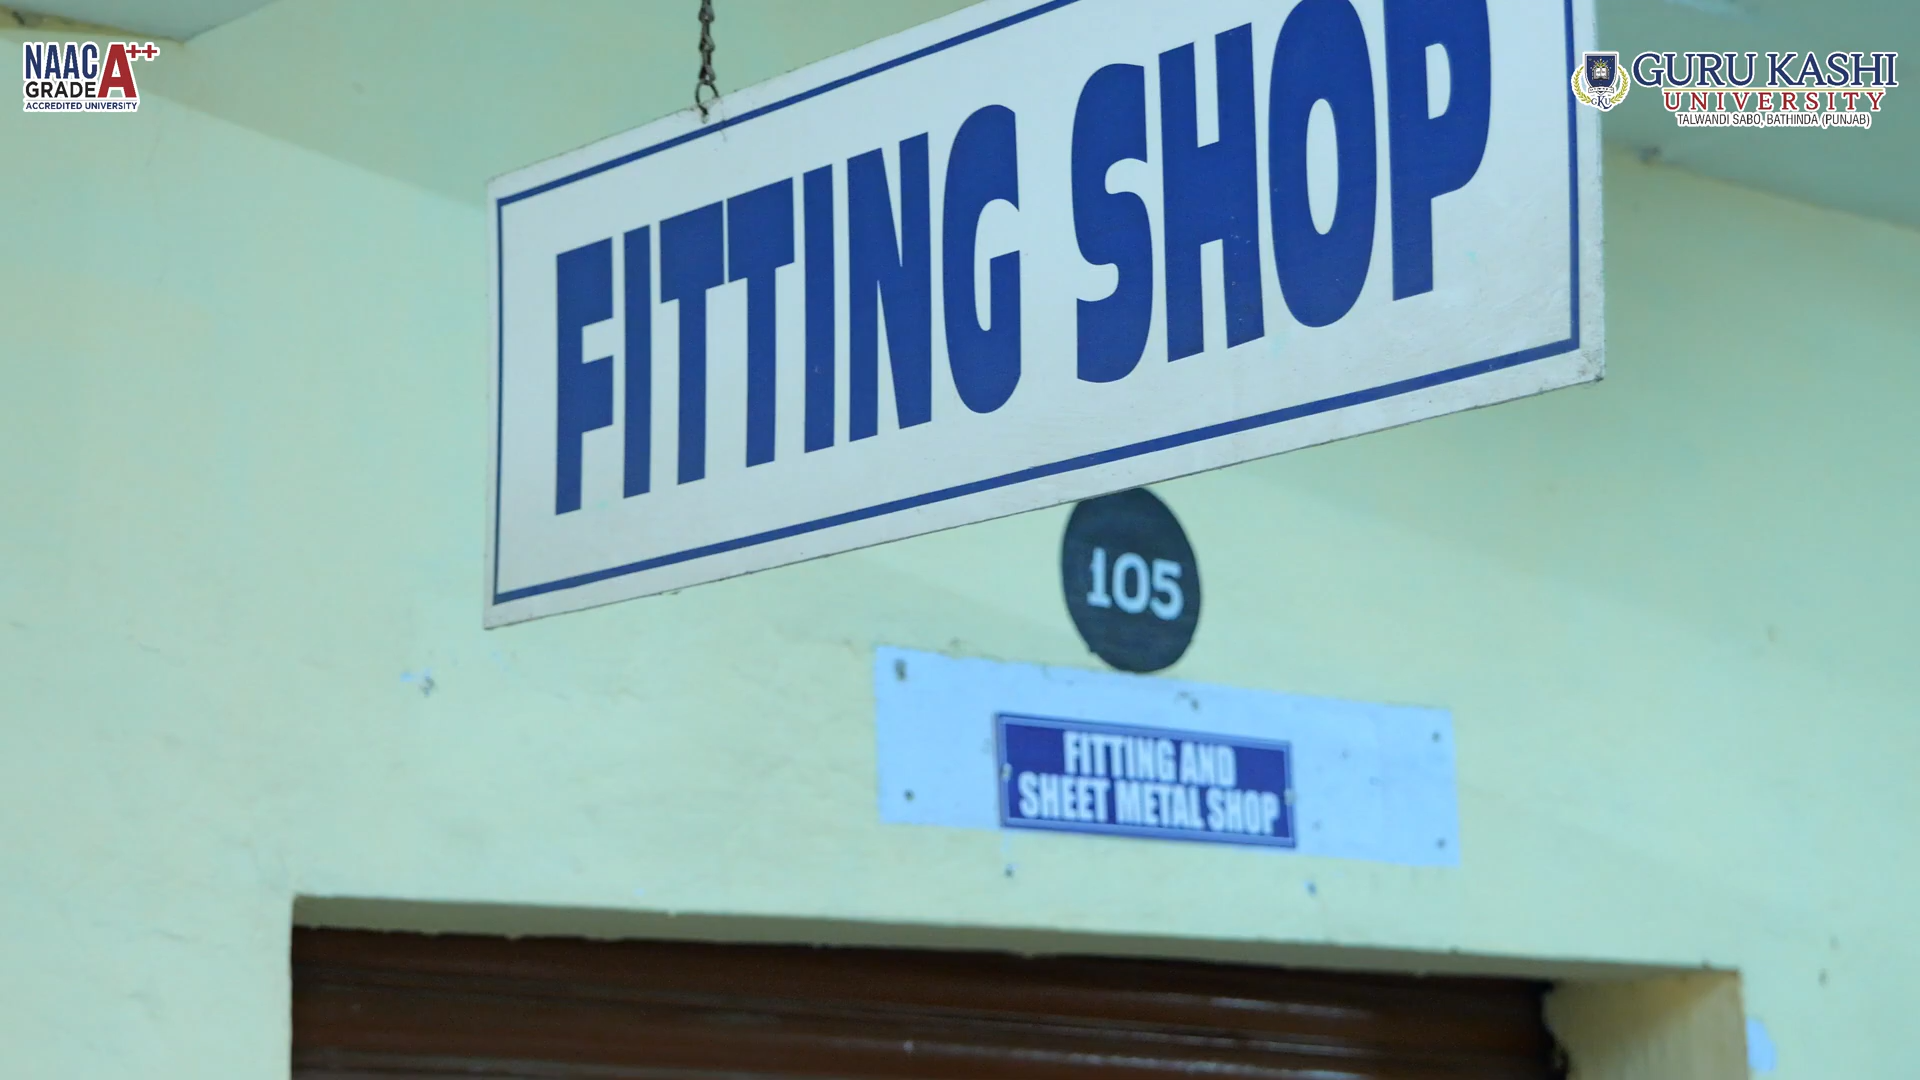 NAAC A++
GRADE
ACCREDITED UNIVERSITY
GURU KASHI
UNIVERSITY
TALWANDI SABO, BATHINDA (PUNJAB)
GKU
FITTING SHOP
105
FITTING AND
SHEET METAL SHOP